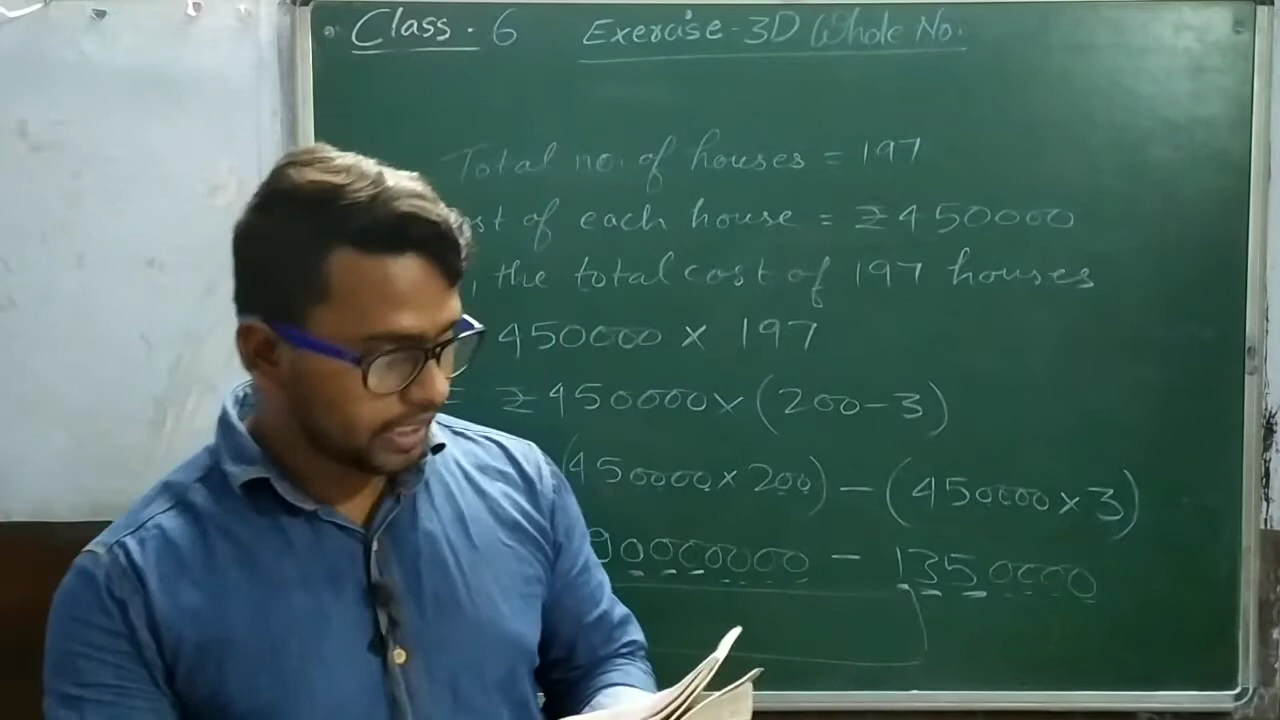 Class. 6 Exercise-3D Whole No.
Total no. of houses = 197
of each house = ₹450000
the total cost of 197 houses
450000 × 197
= ₹450000×(200-3)
(450000×200) - (450000×3)
90000000 - 1350000